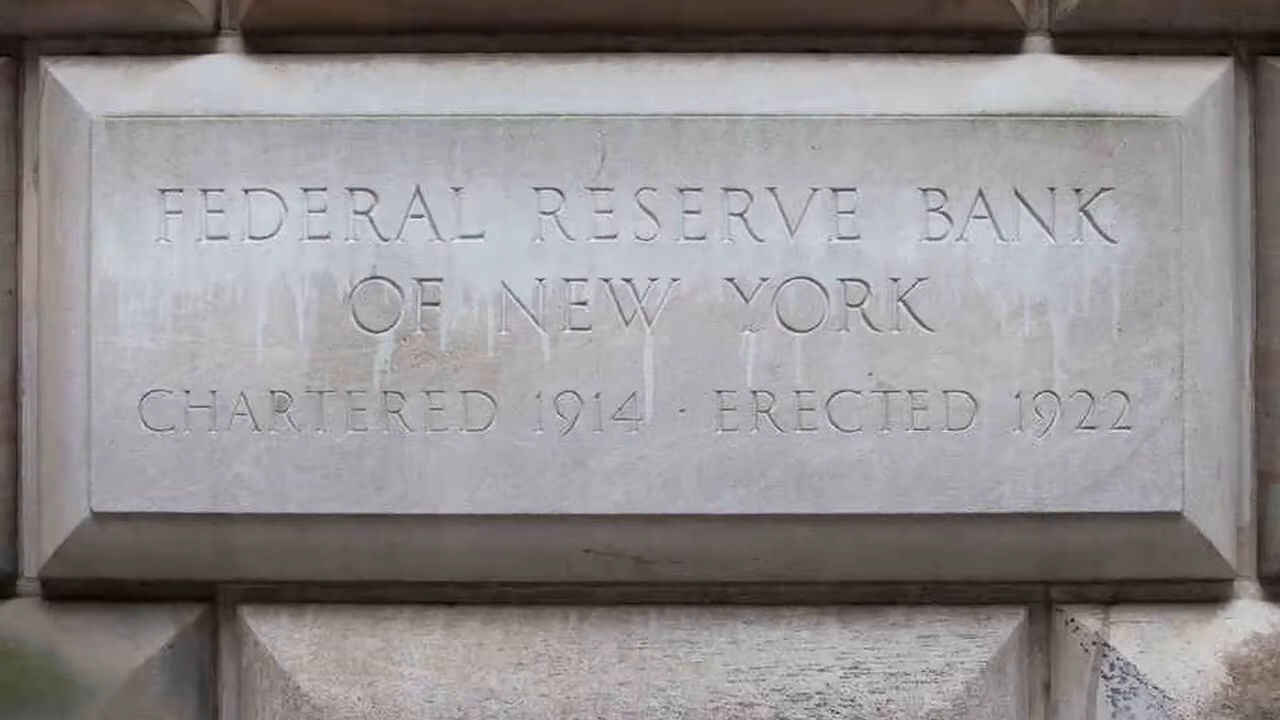 FEDERAL RESERVE BANK
OF NEW YORK
CHARTERED 1914 · ERECTED 1922